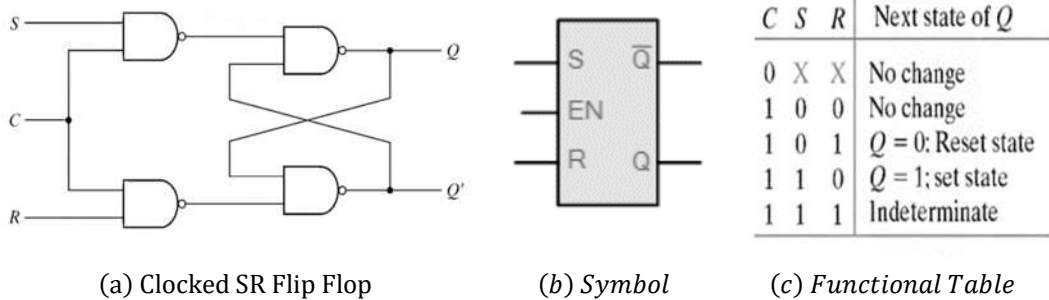 S
C
R
Q
Q'
(a) Clocked SR Flip Flop
S Q̅
EN
R Q
(b) Symbol
C S R Next state of Q
0 X X No change
1 0 0 No change
1 0 1 Q = 0; Reset state
1 1 0 Q = 1; set state
1 1 1 Indeterminate
(c) Functional Table